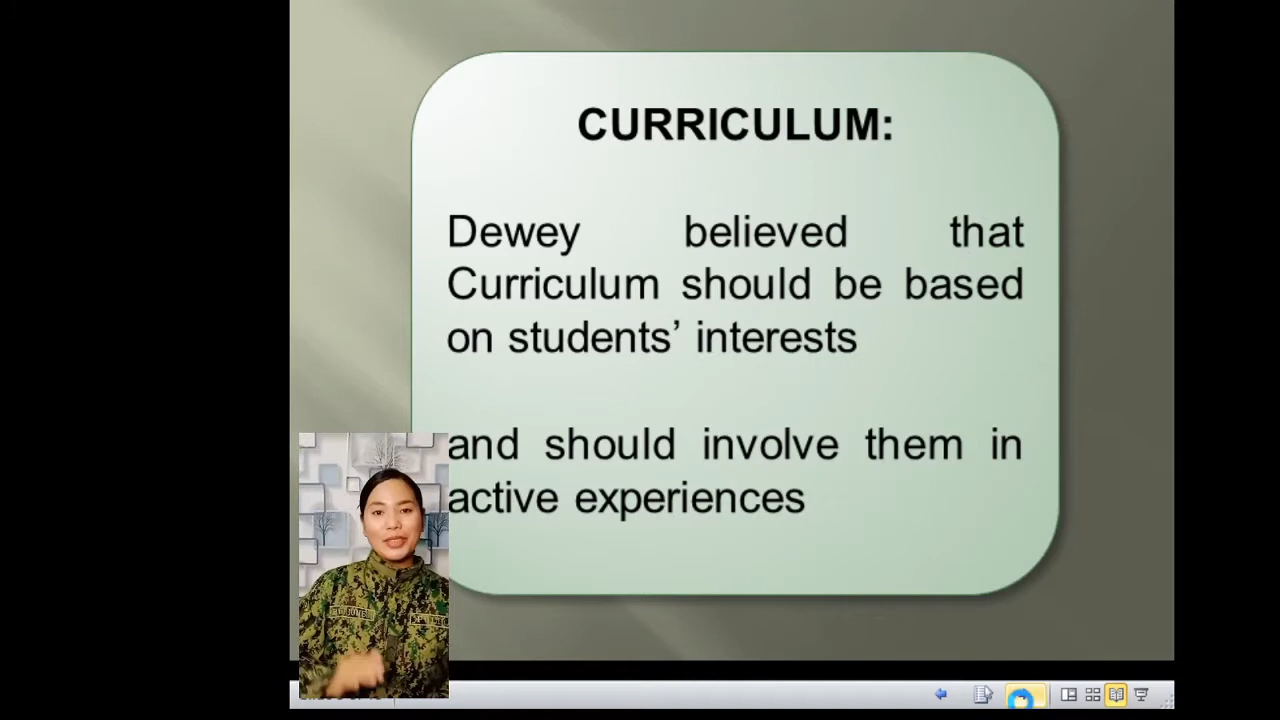 CURRICULUM:
Dewey believed that
Curriculum should be based
on students’ interests
and should involve them in
active experiences